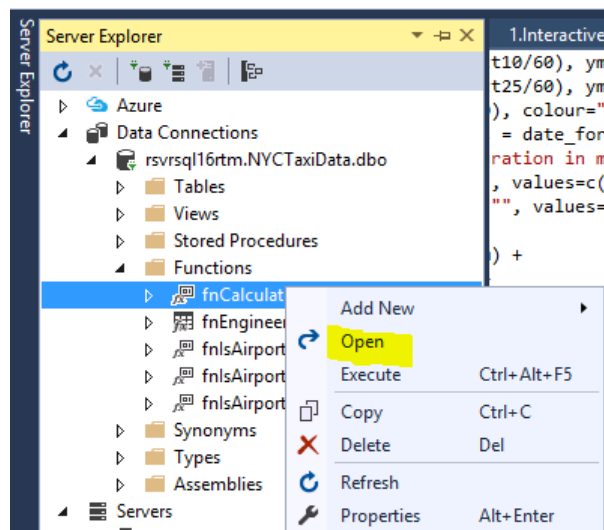 Server Explorer
Server Explorer
1.Interactive
Azure
Data Connections
rsvrsql16rtm.NYCTaxiData.dbo
Tables
Views
Stored Procedures
Functions
fnCalculat
fnEngineer
fnIsAirport
fnIsAirport
fnIsAirport
Synonyms
Types
Assemblies
Servers
t10/60), ym
t25/60), ym
), colour="
= date_for
ration in m
, values=c(
"", values=
) +
Add New
Open
Execute Ctrl+Alt+F5
Copy Ctrl+C
Delete Del
Refresh
Properties Alt+Enter